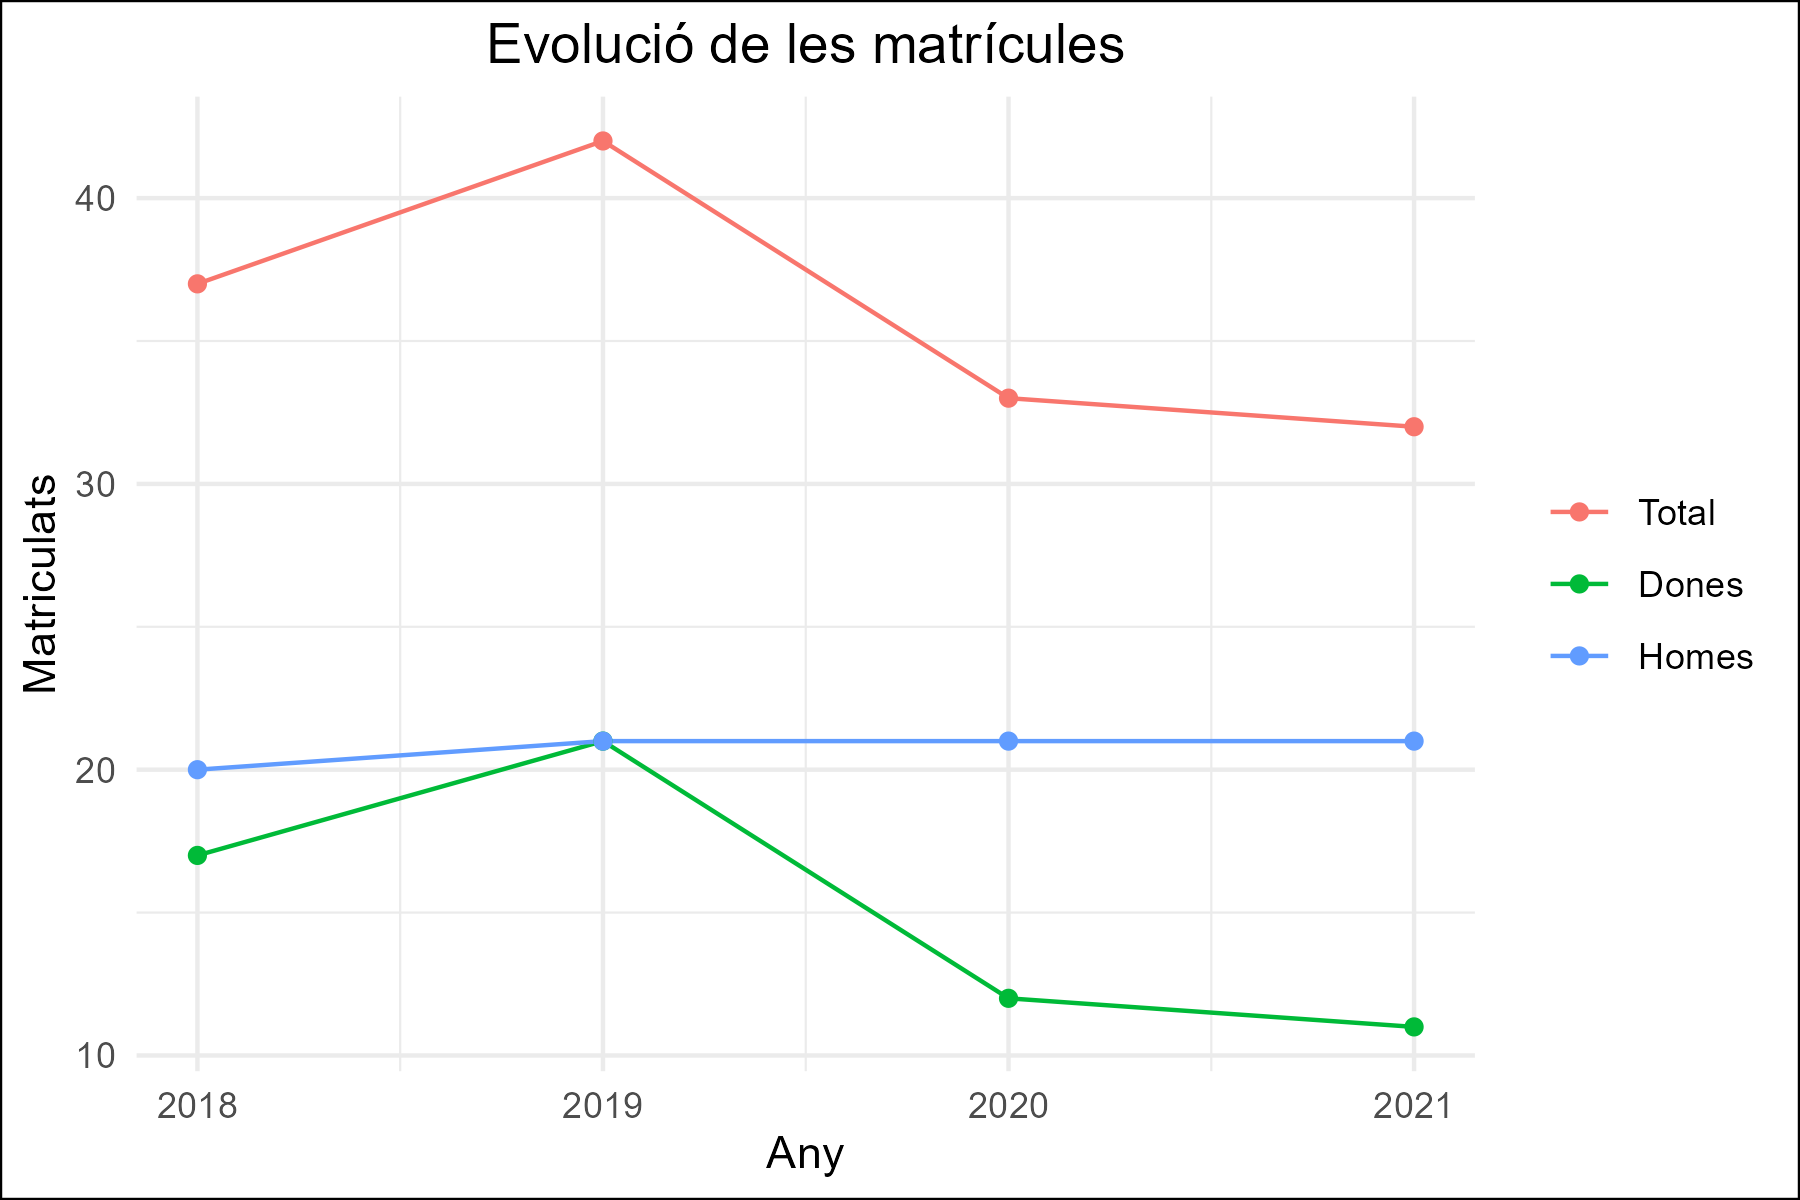 Evolució de les matrícules
Matriculats
40
30
20
10
2018
2019
2020
2021
Any
Total
Dones
Homes